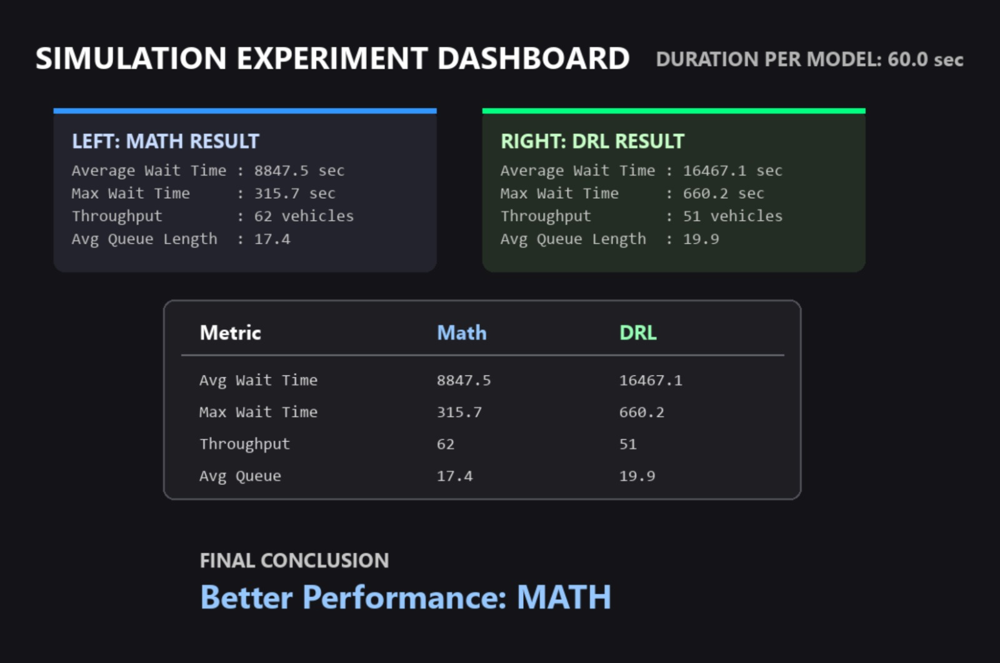 SIMULATION EXPERIMENT DASHBOARD
DURATION PER MODEL: 60.0 sec
LEFT: MATH RESULT
Average Wait Time : 8847.5 sec
Max Wait Time : 315.7 sec
Throughput : 62 vehicles
Avg Queue Length : 17.4
RIGHT: DRL RESULT
Average Wait Time : 16467.1 sec
Max Wait Time : 660.2 sec
Throughput : 51 vehicles
Avg Queue Length : 19.9
Metric Math DRL
Avg Wait Time 8847.5 16467.1
Max Wait Time 315.7 660.2
Throughput 62 51
Avg Queue 17.4 19.9
FINAL CONCLUSION
Better Performance: MATH